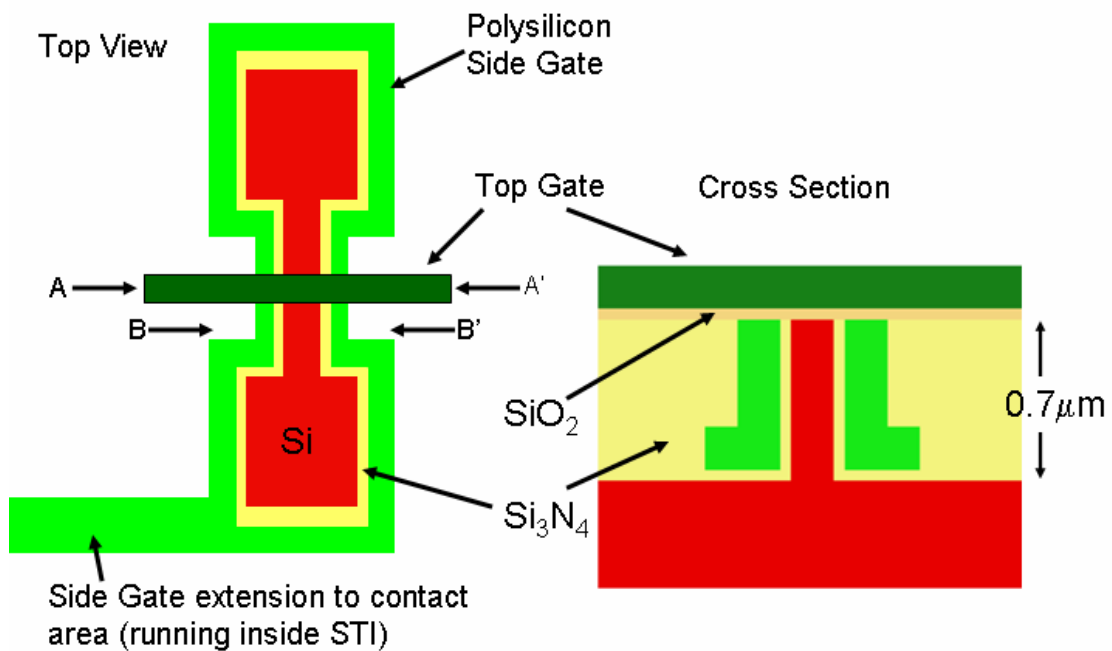 Top View
Polysilicon
Side Gate
Top Gate
Cross Section
A
A'
B
B'
SiO₂
0.7μm
Si
Si₃N₄
Side Gate extension to contact
area (running inside STI)